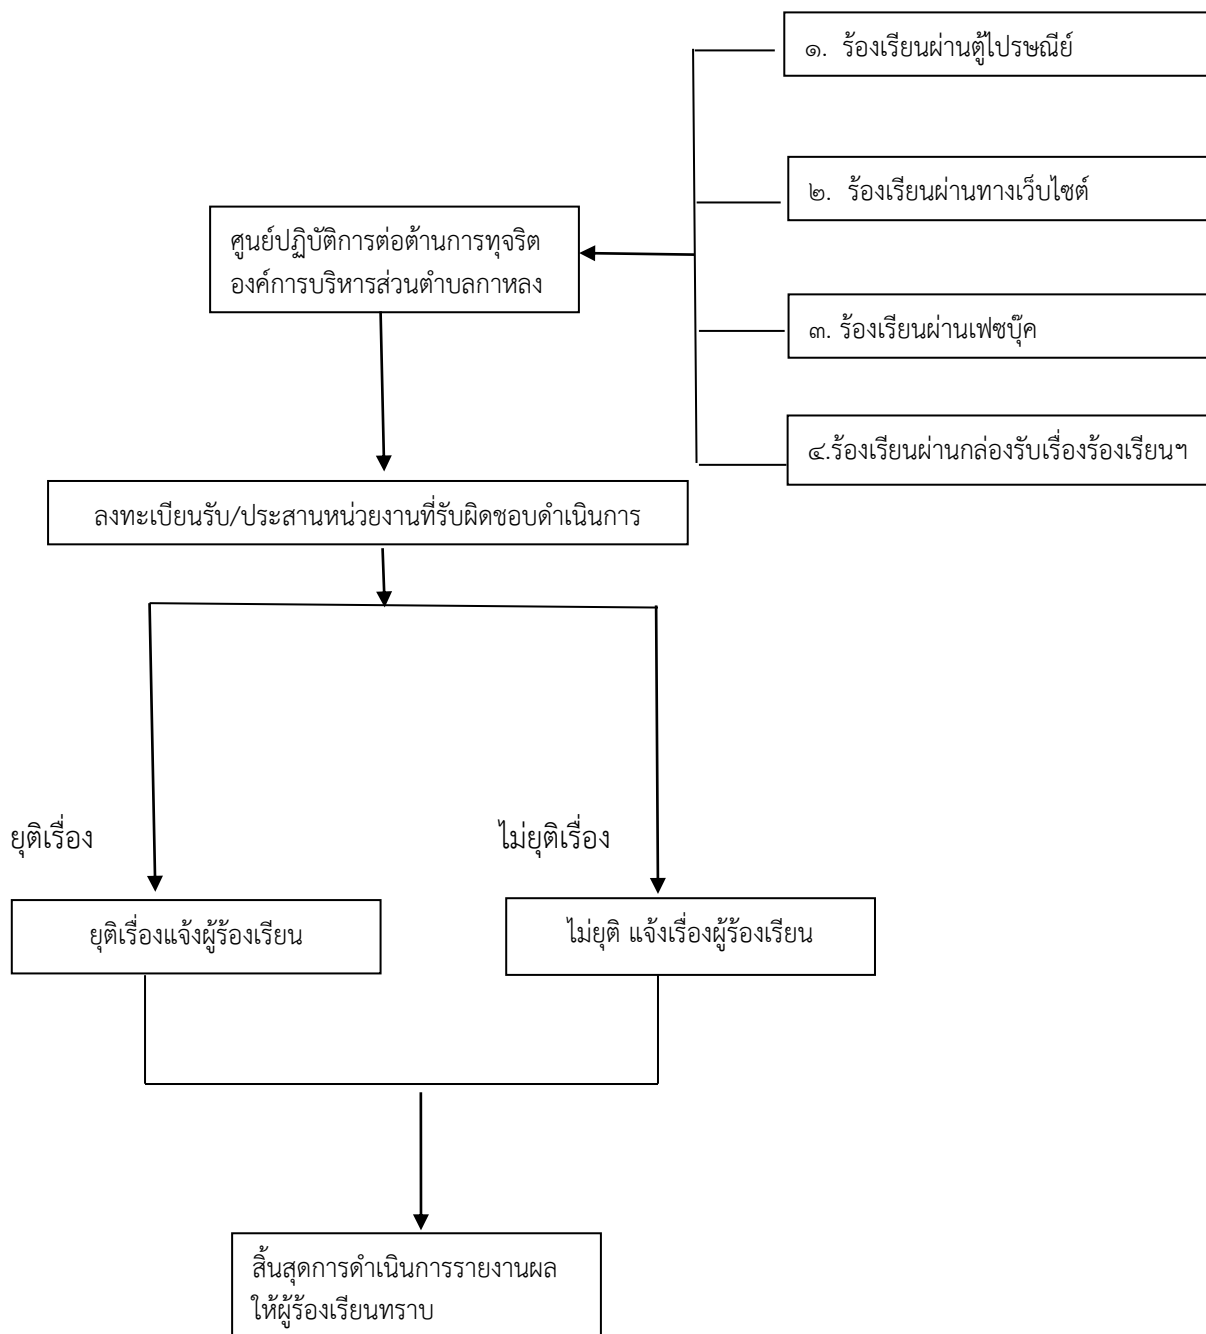 ๑. ร้องเรียนผ่านตู้ไปรษณีย์
๒. ร้องเรียนผ่านทางเว็บไซต์
ศูนย์ปฏิบัติการต่อต้านการทุจริต
องค์การบริหารส่วนตำบลกาหลง
๓. ร้องเรียนผ่านเฟซบุ๊ค
๔.ร้องเรียนผ่านกล่องรับเรื่องร้องเรียนฯ
ลงทะเบียนรับ/ประสานหน่วยงานที่รับผิดชอบดำเนินการ
ยุติเรื่อง
ไม่ยุติเรื่อง
ยุติเรื่องแจ้งผู้ร้องเรียน
ไม่ยุติ แจ้งเรื่องผู้ร้องเรียน
สิ้นสุดการดำเนินการรายงานผล
ให้ผู้ร้องเรียนทราบ